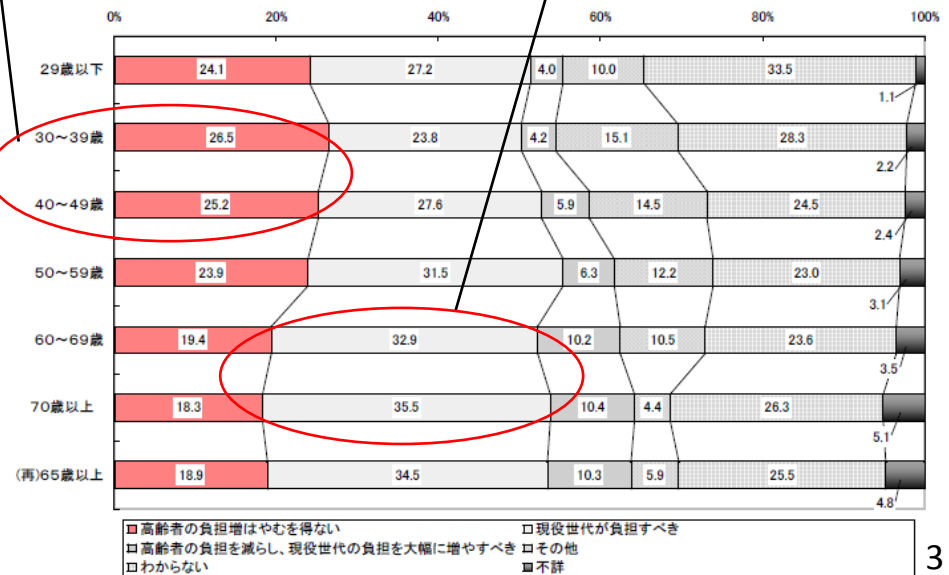 0% 20% 40% 60% 80% 100%
29歳以下 24.1 27.2 4.0 10.0 33.5
1.1
30～39歳 26.5 23.8 4.2 15.1 28.3
2.2
40～49歳 25.2 27.6 5.9 14.5 24.5
2.4
50～59歳 23.9 31.5 6.3 12.2 23.0
3.1
60～69歳 19.4 32.9 10.2 10.5 23.6
3.5
70歳以上 18.3 35.5 10.4 4.4 26.3
5.1
(再)65歳以上 18.9 34.5 10.3 5.9 25.5
4.8
高齢者の負担増はやむを得ない 現役世代が負担すべき
高齢者の負担を減らし、現役世代の負担を大幅に増やすべき その他
わからない 不詳
3